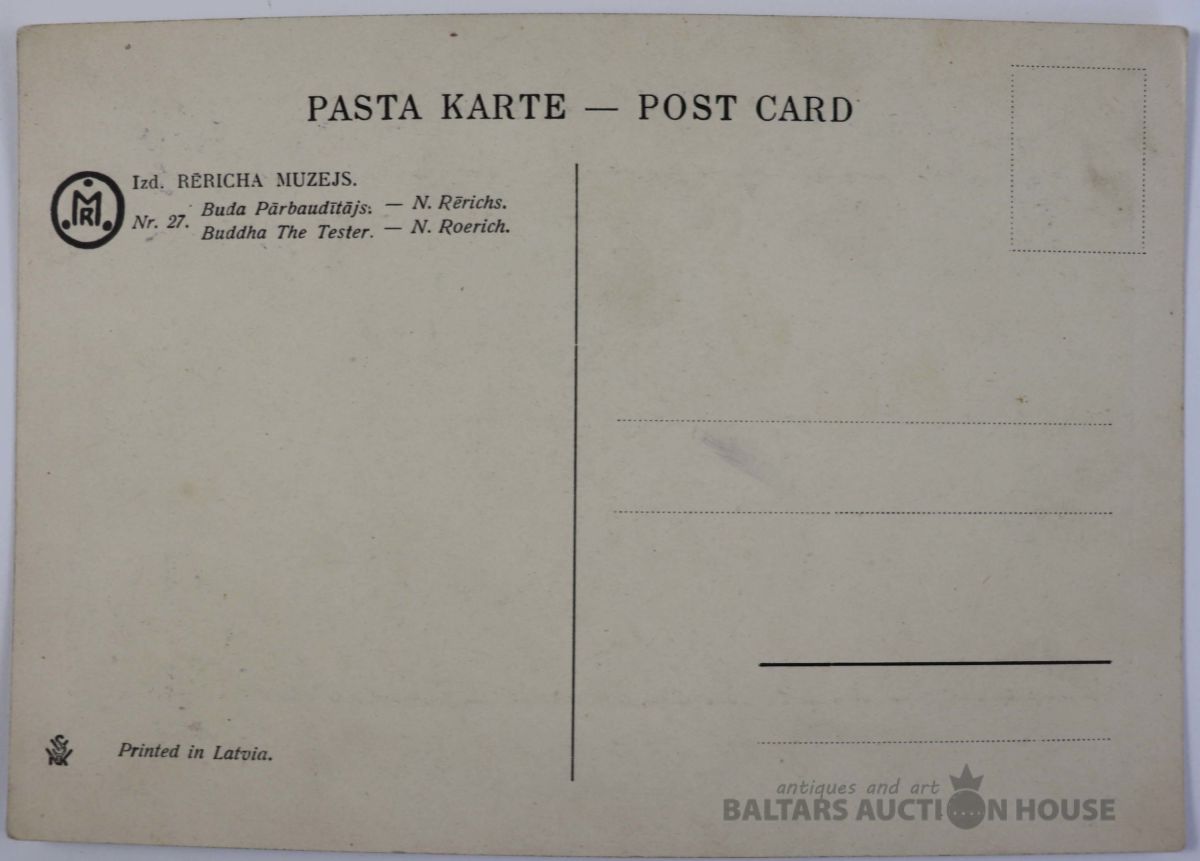 PASTA KARTE — POST CARD
Izd. RĒRICHA MUZEJS.
Nr. 27.
Buda Pārbaudītājs. — N. Rērichs.
Buddha The Tester. — N. Roerich.
Printed in Latvia.
antiques and art
BALTARS AUCTION HOUSE